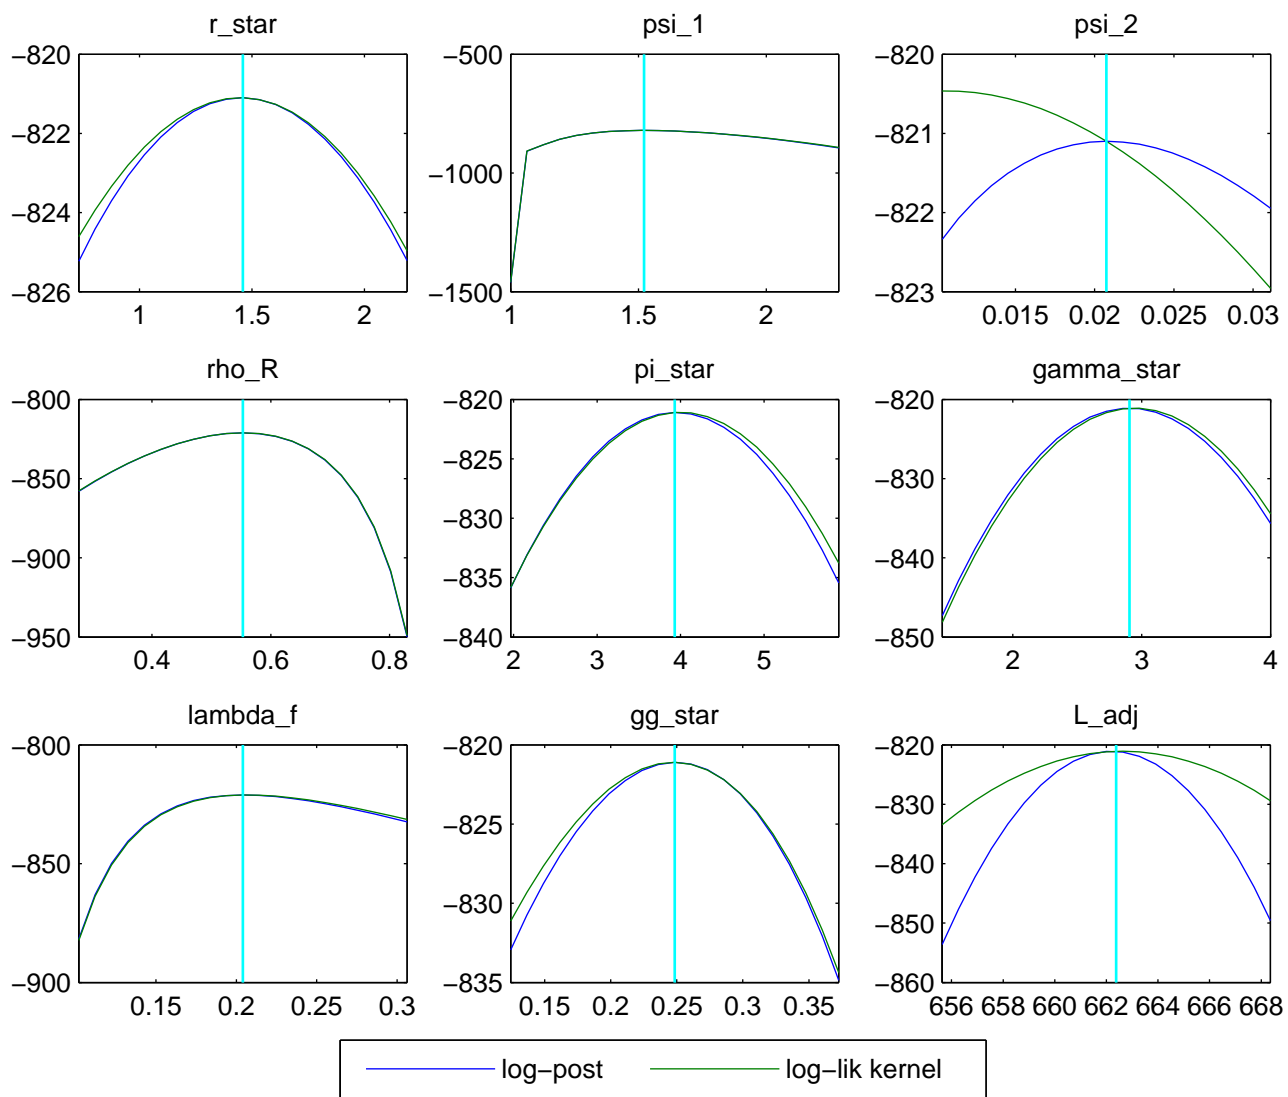 r_star psi_1 psi_2
−820 −500 −820
−822 −821
−1000
−824 −822
−826 −1500 −823
1 1.5 2 1 1.5 2 0.015 0.02 0.025 0.03
rho_R pi_star gamma_star
−800 −820 −820
−825
−850 −830
−830
−900 −840
−835
−950 −840 −850
0.4 0.6 0.8 2 3 4 5 2 3 4
lambda_f gg_star L_adj
−800 −820 −820
−825 −830
−850 −840
−830 −850
−900 −835 −860
0.15 0.2 0.25 0.3 0.15 0.2 0.25 0.3 0.35 656 658 660 662 664 666 668
log−post log−lik kernel